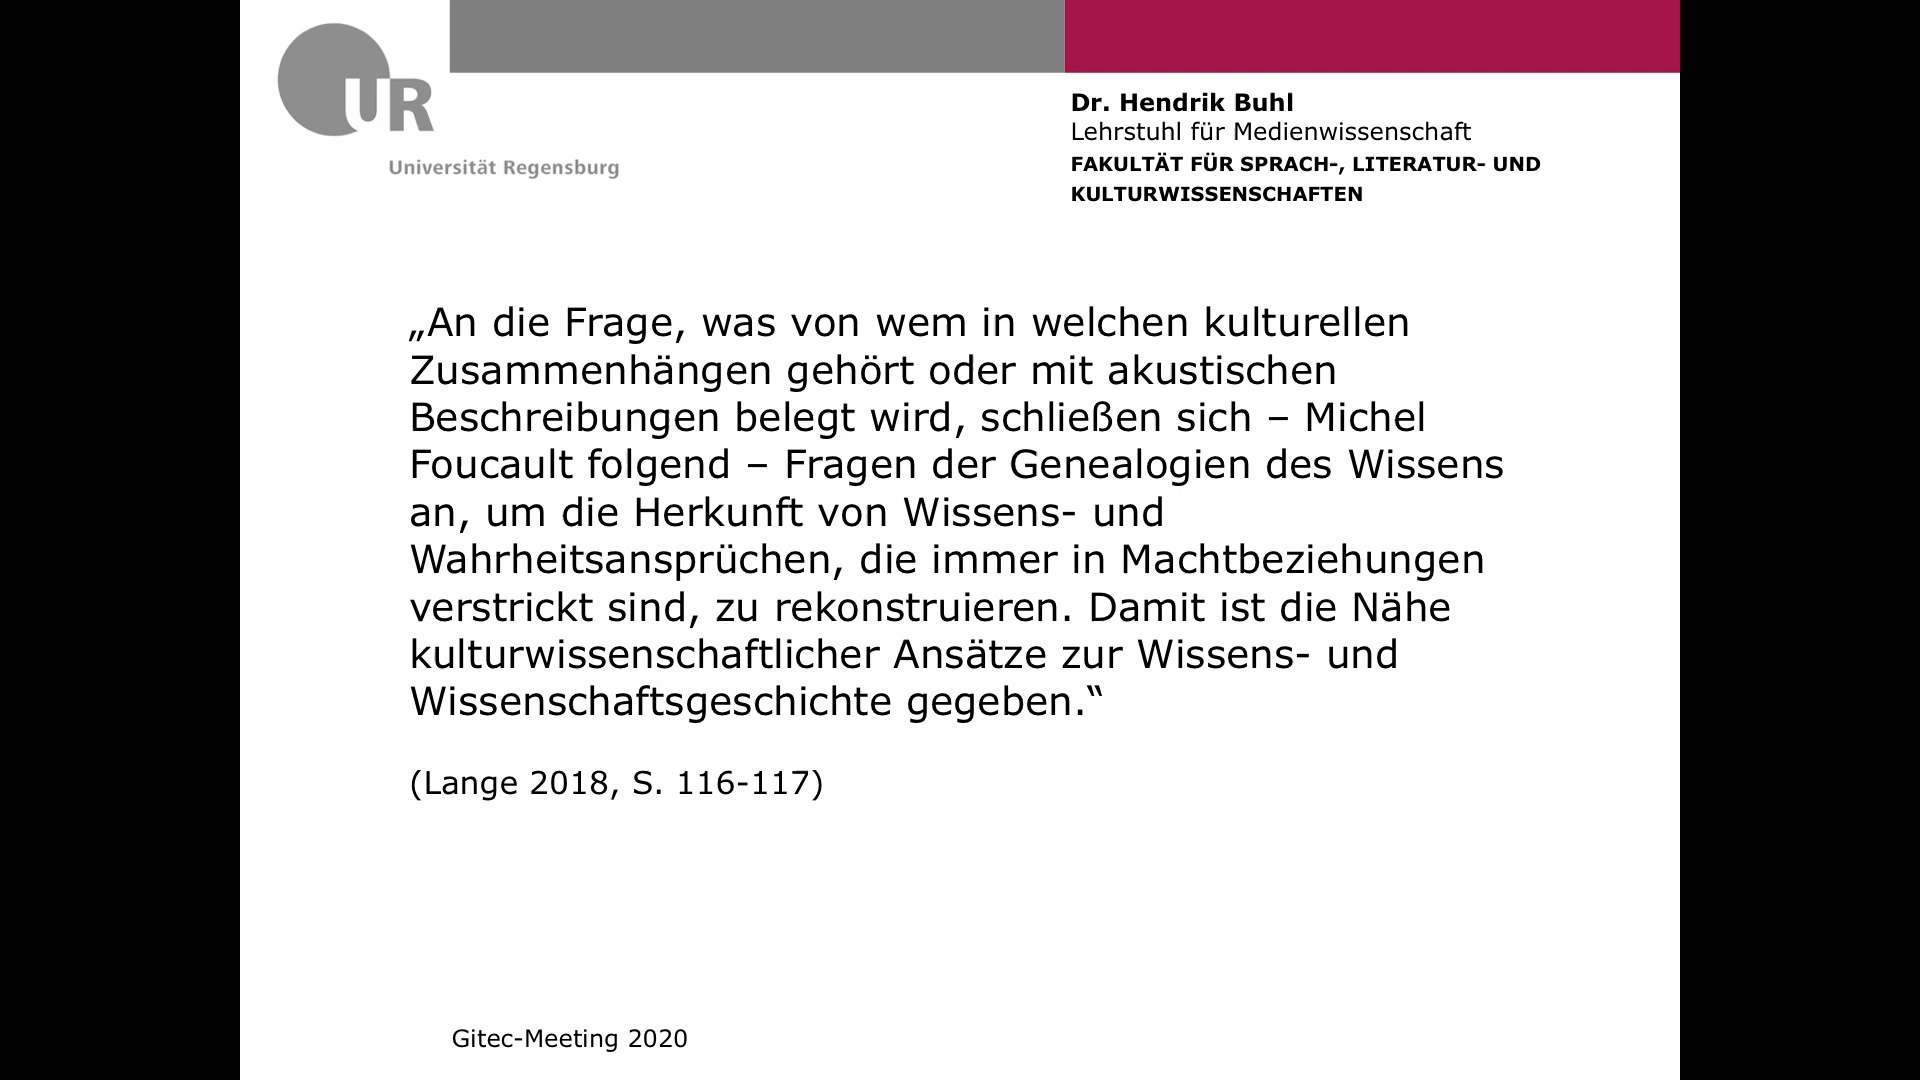 UR
Universität Regensburg
Dr. Hendrik Buhl
Lehrstuhl für Medienwissenschaft
FAKULTÄT FÜR SPRACH-, LITERATUR- UND
KULTURWISSENSCHAFTEN
„An die Frage, was von wem in welchen kulturellen
Zusammenhängen gehört oder mit akustischen
Beschreibungen belegt wird, schließen sich – Michel
Foucault folgend – Fragen der Genealogien des Wissens
an, um die Herkunft von Wissens- und
Wahrheitsansprüchen, die immer in Machtbeziehungen
verstrickt sind, zu rekonstruieren. Damit ist die Nähe
kulturwissenschaftlicher Ansätze zur Wissens- und
Wissenschaftsgeschichte gegeben.“
(Lange 2018, S. 116-117)
Gitec-Meeting 2020